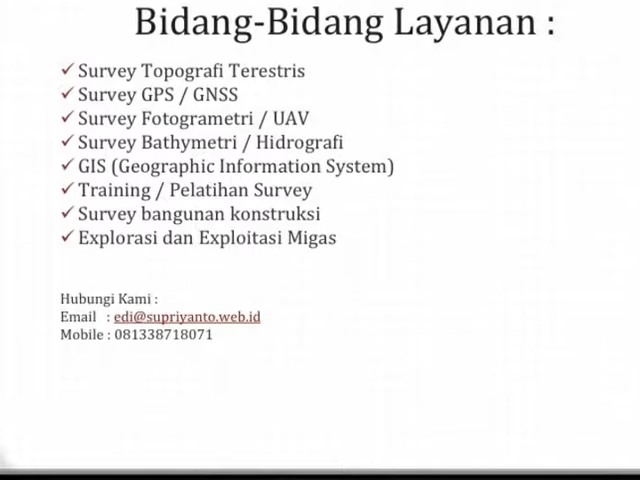 Bidang-Bidang Layanan :
✓ Survey Topografi Terestris
✓ Survey GPS / GNSS
✓ Survey Fotogrametri / UAV
✓ Survey Bathymetri / Hidrografi
✓ GIS (Geographic Information System)
✓ Training / Pelatihan Survey
✓ Survey bangunan konstruksi
✓ Explorasi dan Exploitasi Migas
Hubungi Kami :
Email : edi@supriyanto.web.id
Mobile : 081338718071